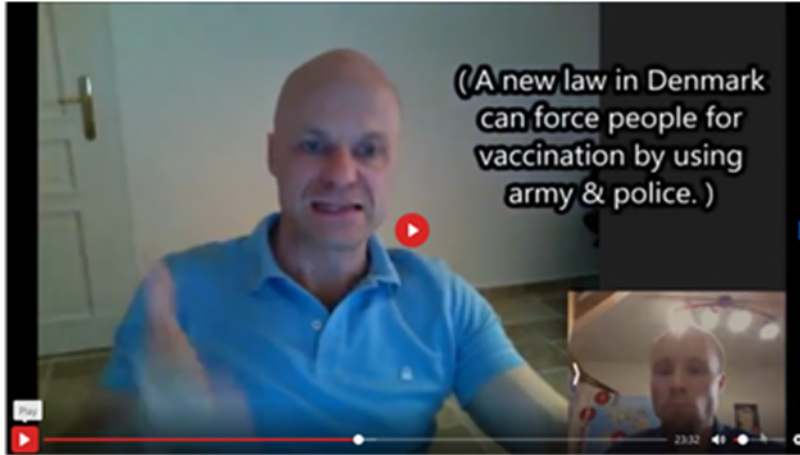 ( A new law in Denmark
can force people for
vaccination by using
army & police. )
Play
23:32